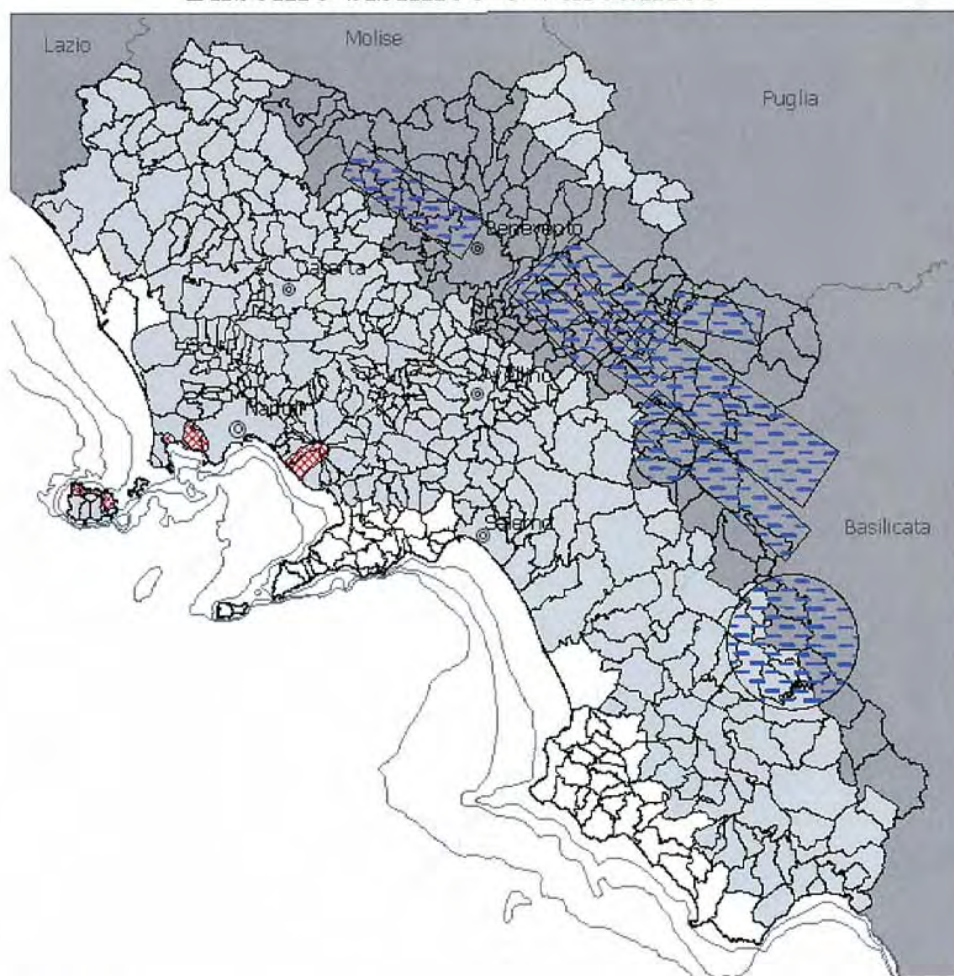 Lazio
Molise
Puglia
Benevento
Caserta
Avellino
Napoli
Salerno
Basilicata